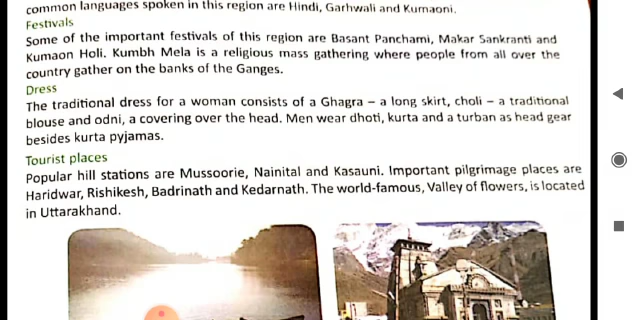 common languages spoken in this region are Hindi, Garhwali and Kumaoni.
Festivals
Some of the important festivals of this region are Basant Panchami, Makar Sankranti and
Kumaon Holi. Kumbh Mela is a religious mass gathering where people from all over the
country gather on the banks of the Ganges.
Dress
The traditional dress for a woman consists of a Ghagra – a long skirt, choli – a traditional
blouse and odni, a covering over the head. Men wear dhoti, kurta and a turban as head gear
besides kurta pyjamas.
Tourist places
Popular hill stations are Mussoorie, Nainital and Kasauni. Important pilgrimage places are
Haridwar, Rishikesh, Badrinath and Kedarnath. The world-famous, Valley of flowers, is located
in Uttarakhand.